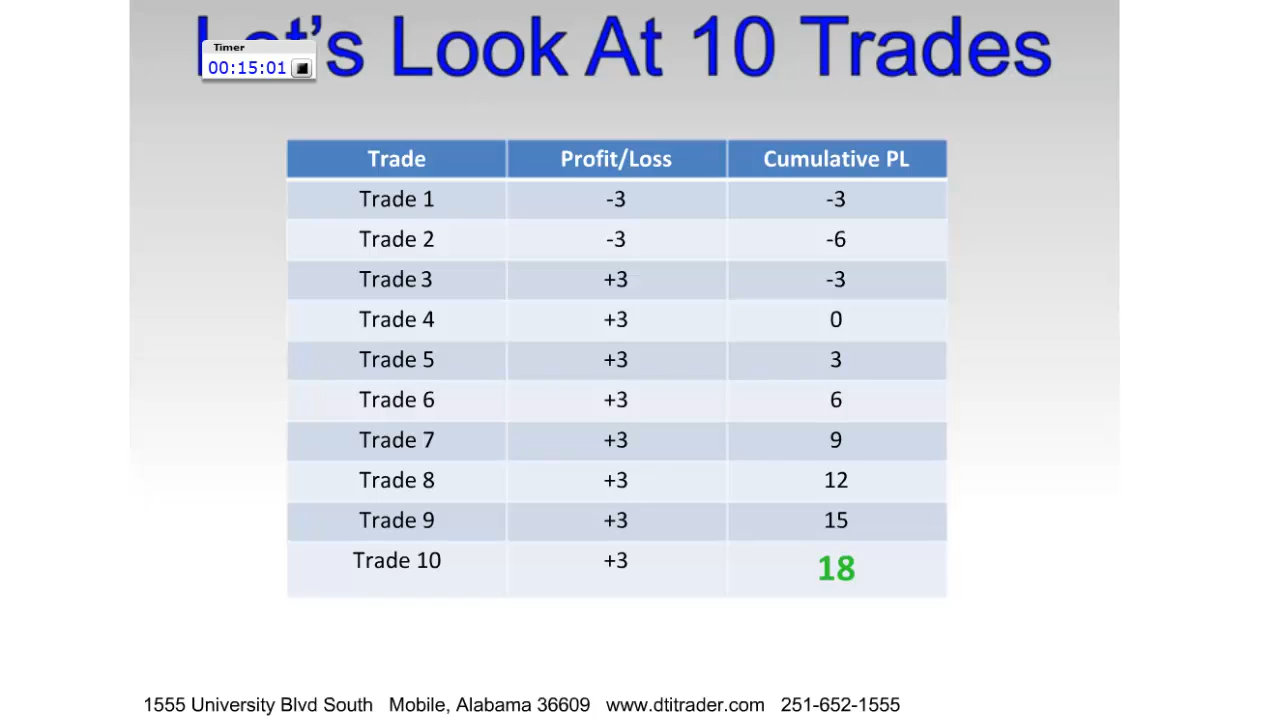 Let's Look At 10 Trades
Timer
00:15:01
Trade Profit/Loss Cumulative PL
Trade 1 -3 -3
Trade 2 -3 -6
Trade 3 +3 -3
Trade 4 +3 0
Trade 5 +3 3
Trade 6 +3 6
Trade 7 +3 9
Trade 8 +3 12
Trade 9 +3 15
Trade 10 +3 18
1555 University Blvd South Mobile, Alabama 36609 www.dtitrader.com 251-652-1555